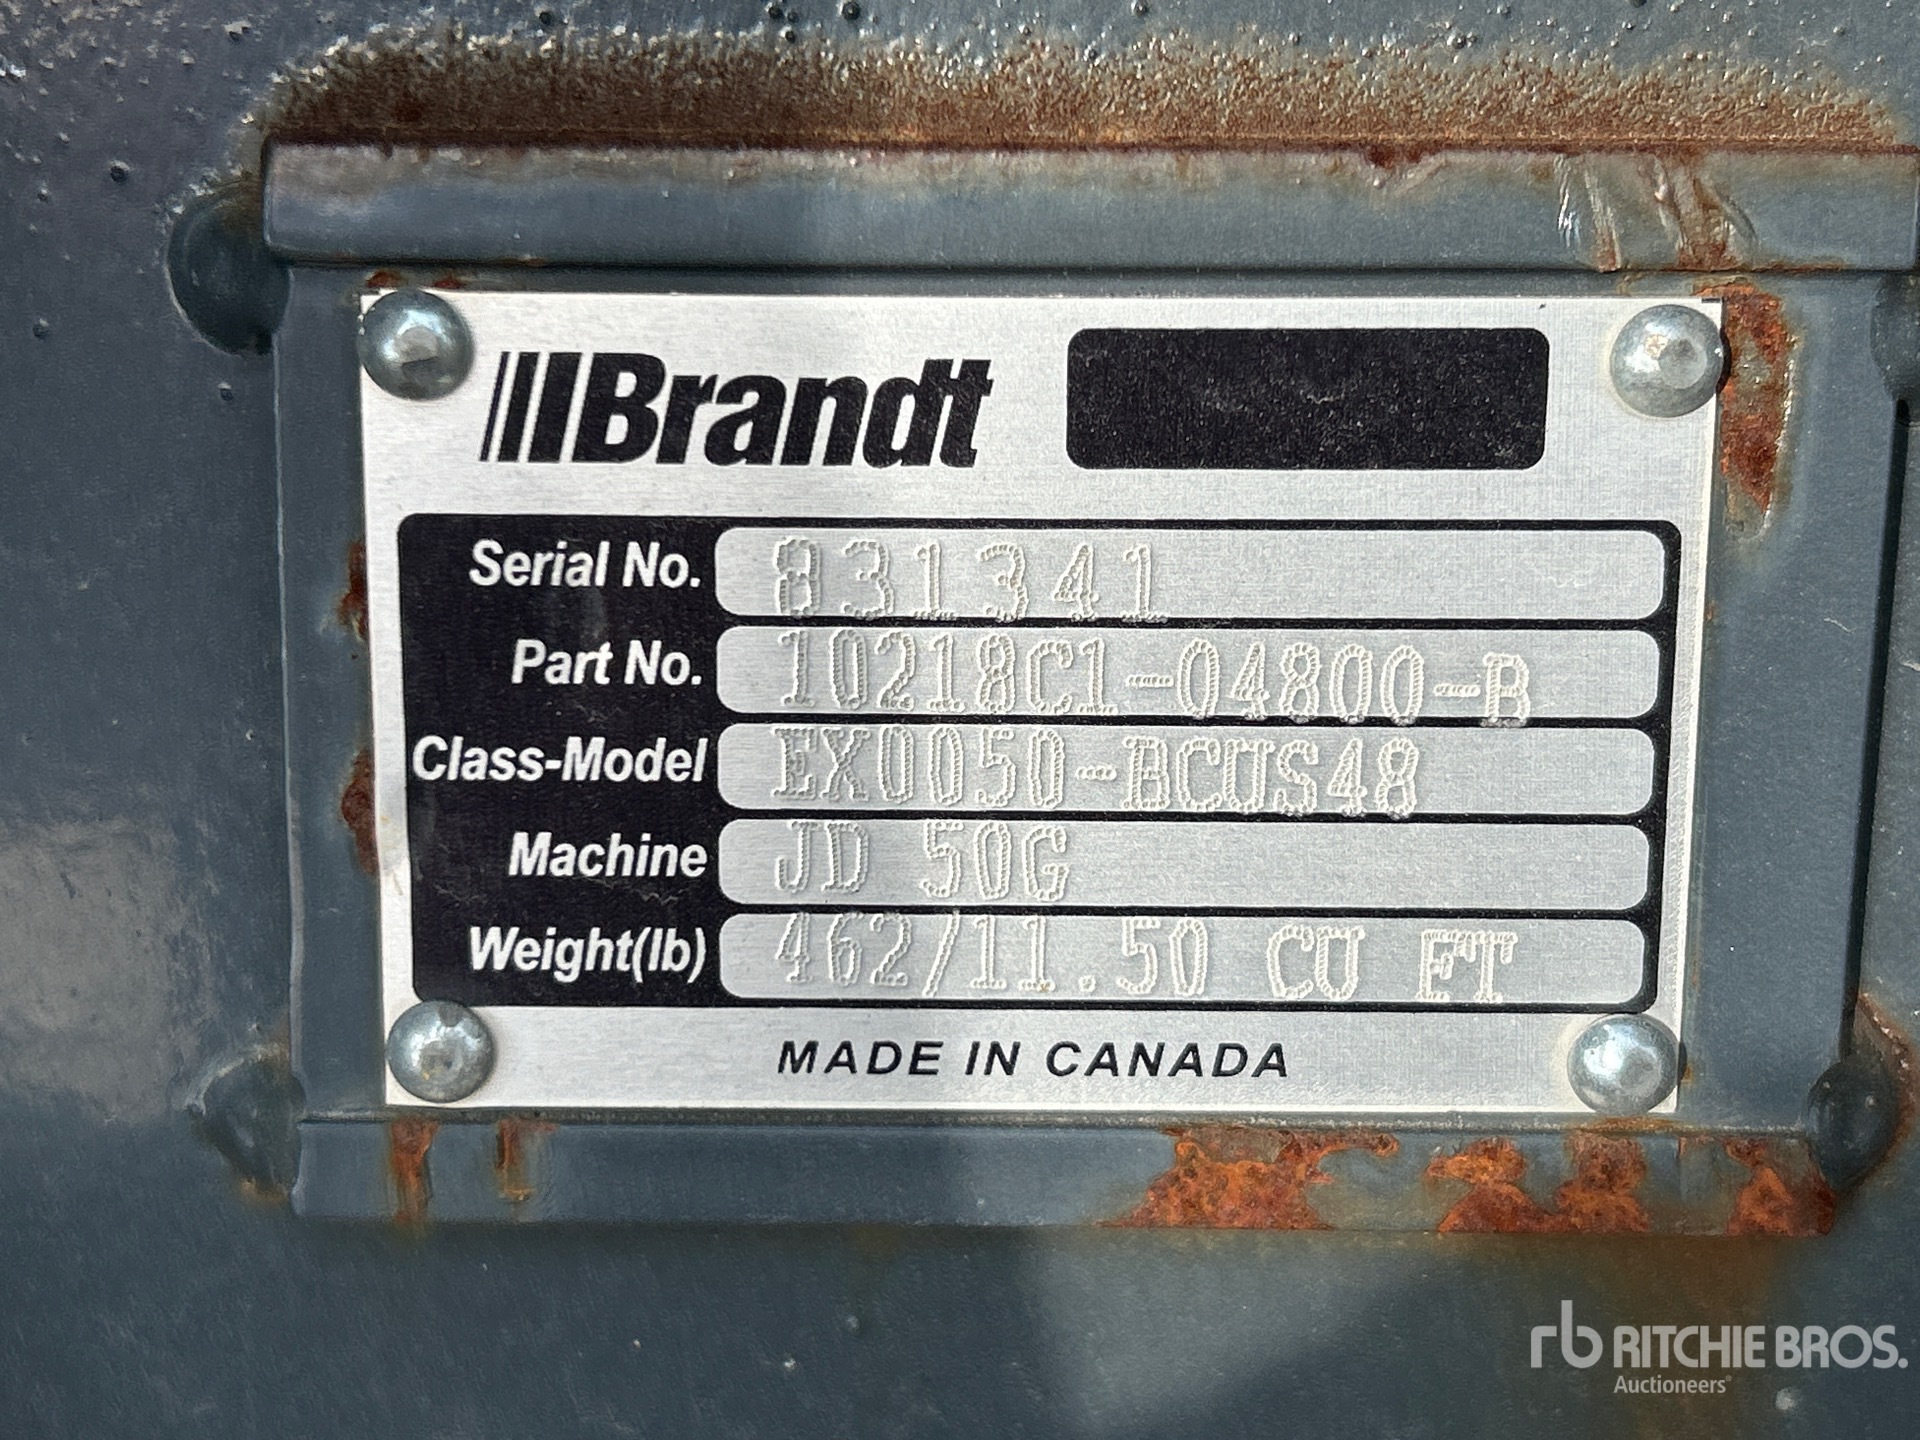 Brandt
Serial No. 831341
Part No. 10218C1-04800-B
Class-Model EX0050-BCUS48
Machine JD 50G
Weight(lb) 462/11.50 CU FT
MADE IN CANADA
rb RITCHIE BROS.
Auctioneers